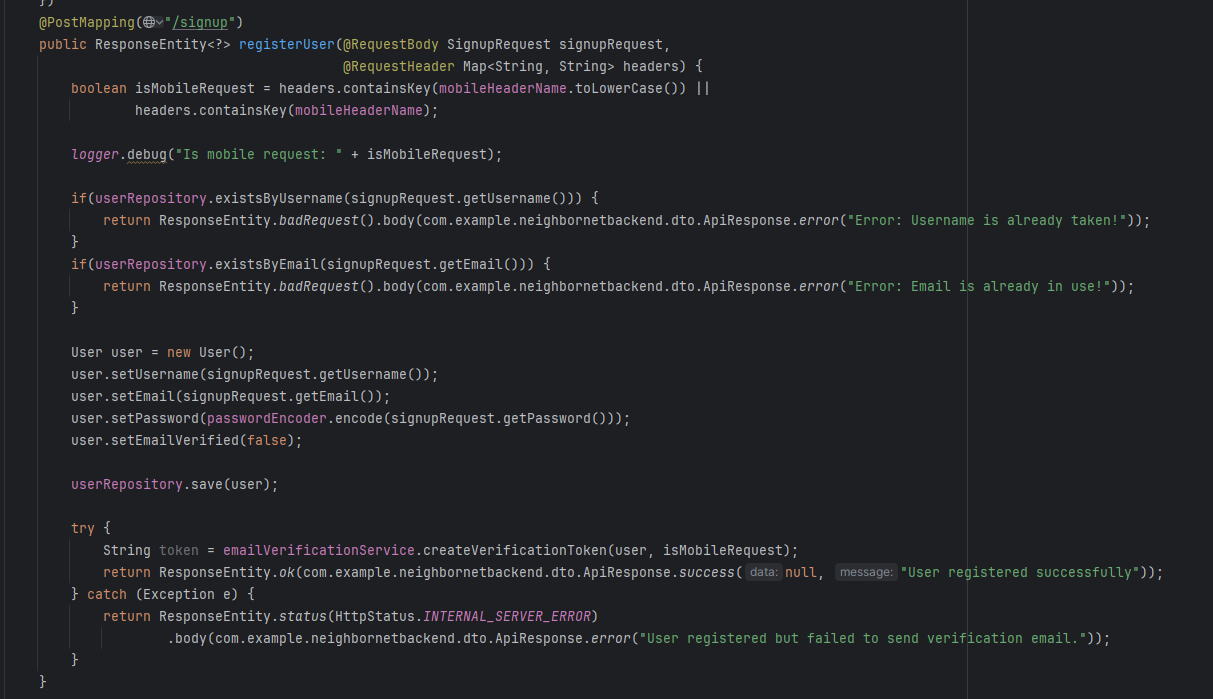 })
@PostMapping("/signup")
public ResponseEntity<?> registerUser(@RequestBody SignupRequest signupRequest,
                                      @RequestHeader Map<String, String> headers) {
    boolean isMobileRequest = headers.containsKey(mobileHeaderName.toLowerCase()) ||
            headers.containsKey(mobileHeaderName);

    logger.debug("Is mobile request: " + isMobileRequest);

    if(userRepository.existsByUsername(signupRequest.getUsername())) {
        return ResponseEntity.badRequest().body(com.example.neighbornetbackend.dto.ApiResponse.error("Error: Username is already taken!"));
    }
    if(userRepository.existsByEmail(signupRequest.getEmail())) {
        return ResponseEntity.badRequest().body(com.example.neighbornetbackend.dto.ApiResponse.error("Error: Email is already in use!"));
    }

    User user = new User();
    user.setUsername(signupRequest.getUsername());
    user.setEmail(signupRequest.getEmail());
    user.setPassword(passwordEncoder.encode(signupRequest.getPassword()));
    user.setEmailVerified(false);

    userRepository.save(user);

    try {
        String token = emailVerificationService.createVerificationToken(user, isMobileRequest);
        return ResponseEntity.ok(com.example.neighbornetbackend.dto.ApiResponse.success( data: null, message: "User registered successfully"));
    } catch (Exception e) {
        return ResponseEntity.status(HttpStatus.INTERNAL_SERVER_ERROR)
                .body(com.example.neighbornetbackend.dto.ApiResponse.error("User registered but failed to send verification email."));
    }
}